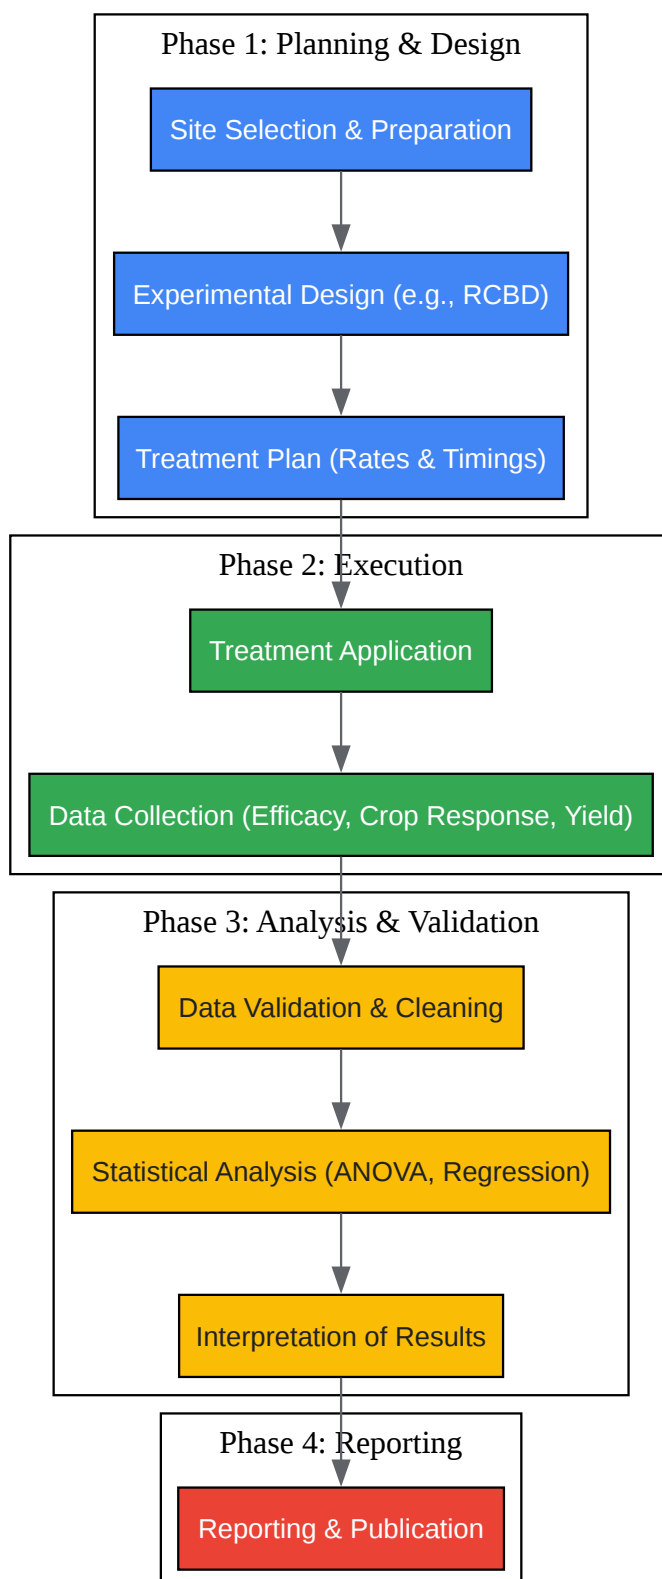 Phase 1: Planning & Design
Site Selection & Preparation
Experimental Design (e.g., RCBD)
Treatment Plan (Rates & Timings)
Phase 2: Execution
Treatment Application
Data Collection (Efficacy, Crop Response, Yield)
Phase 3: Analysis & Validation
Data Validation & Cleaning
Statistical Analysis (ANOVA, Regression)
Interpretation of Results
Phase 4: Reporting
Reporting & Publication